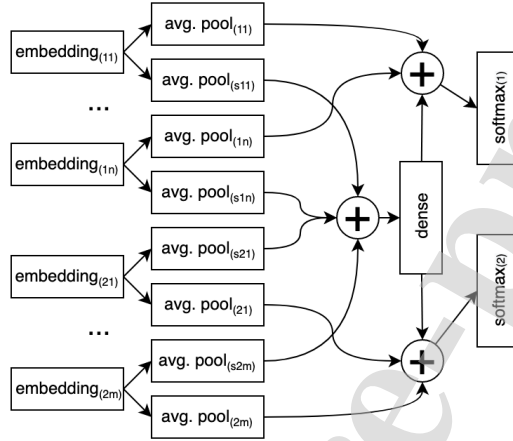 avg. pool(11)
embedding(11)
avg. pool(s11)
...
avg. pool(1n)
embedding(1n)
avg. pool(s1n)
avg. pool(s21)
embedding(21)
avg. pool(21)
...
avg. pool(s2m)
embedding(2m)
avg. pool(2m)
+
+
+
dense
softmax(1)
softmax(2)